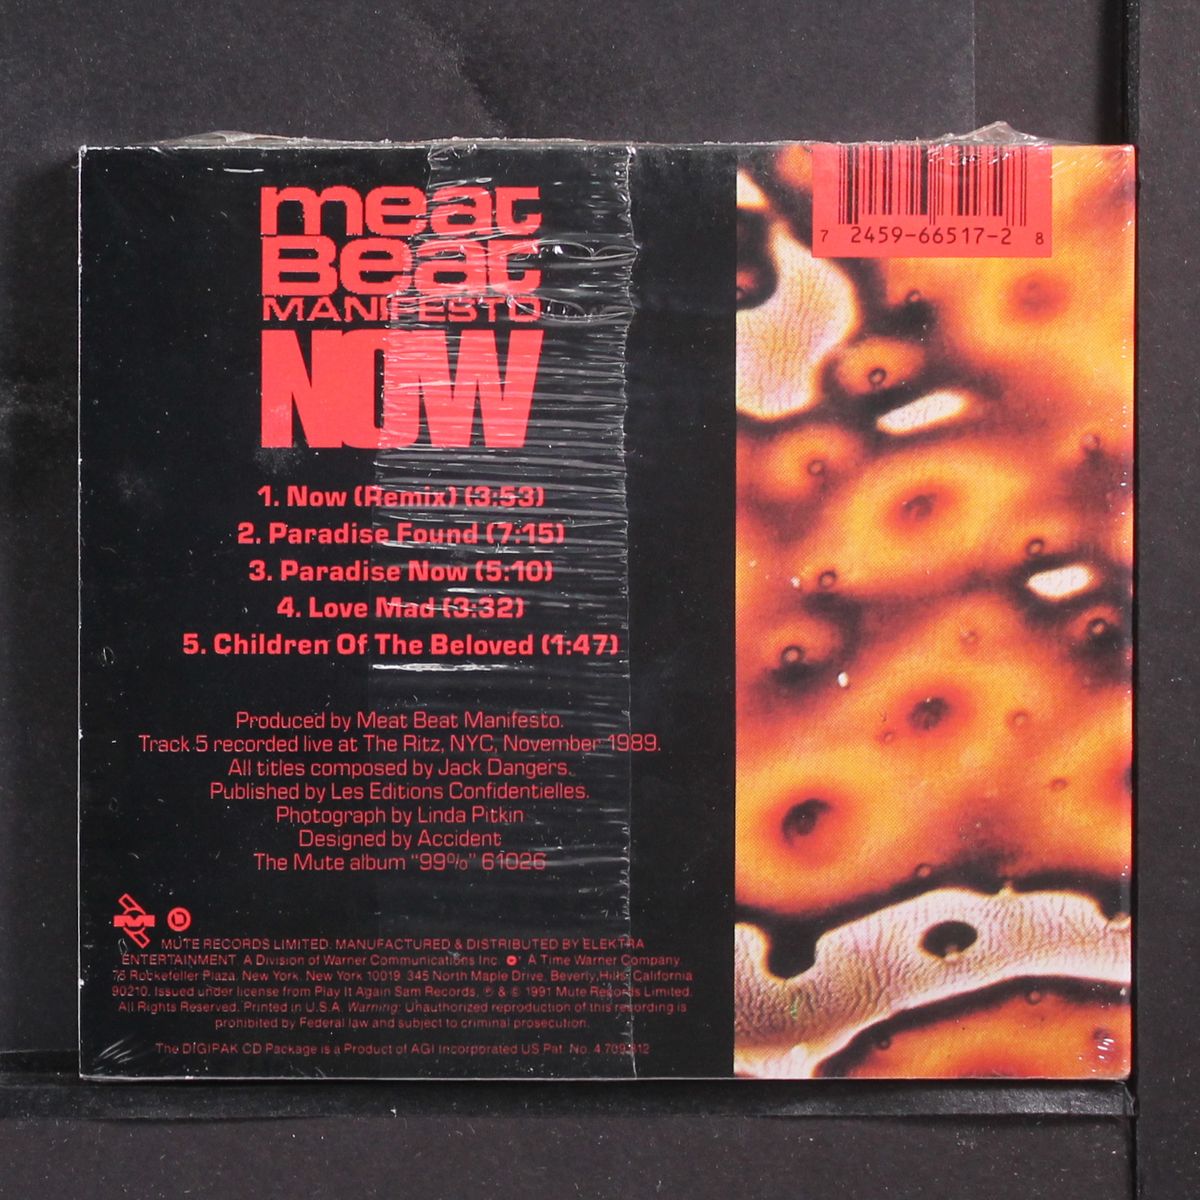 meat
Beat
MANIFESTO
NOW
1. Now (Remix) (3:53)
2. Paradise Found (7:15)
3. Paradise Now (5:10)
4. Love Mad (3:32)
5. Children Of The Beloved (1:47)
Produced by Meat Beat Manifesto.
Track 5 recorded live at The Ritz, NYC, November 1989.
All titles composed by Jack Dangers.
Published by Les Editions Confidentielles.
Photograph by Linda Pitkin
Designed by Accident
The Mute album "99%" 61026
MUTE RECORDS LIMITED. MANUFACTURED & DISTRIBUTED BY ELEKTRA
ENTERTAINMENT. A Division of Warner Communications Inc. A Time Warner Company.
75 Rockefeller Plaza, New York, New York 10019. 345 North Maple Drive, Beverly Hills, California
90210. Issued under license from Play It Again Sam Records. ℗ & © 1991 Mute Records Limited.
All Rights Reserved. Printed in U.S.A. Warning: Unauthorized reproduction of this recording is
prohibited by Federal law and subject to criminal prosecution.
The DIGIPAK CD Package is a Product of AGI Incorporated US Pat. No.
7 2459-66517-2 8